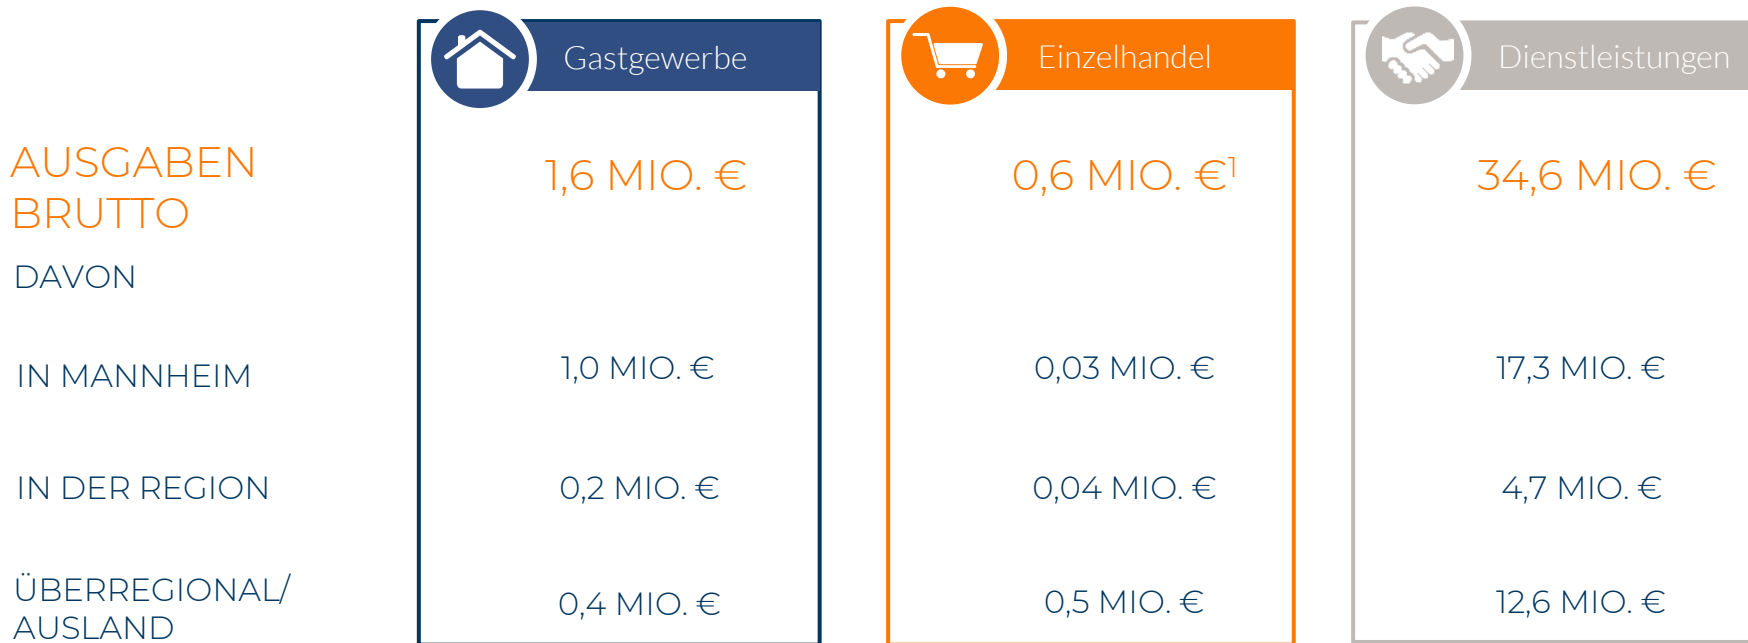 Gastgewerbe
Einzelhandel
Dienstleistungen
AUSGABEN
BRUTTO
1,6 MIO. €
0,6 MIO. €¹
34,6 MIO. €
DAVON
IN MANNHEIM
1,0 MIO. €
0,03 MIO. €
17,3 MIO. €
IN DER REGION
0,2 MIO. €
0,04 MIO. €
4,7 MIO. €
ÜBERREGIONAL/
AUSLAND
0,4 MIO. €
0,5 MIO. €
12,6 MIO. €